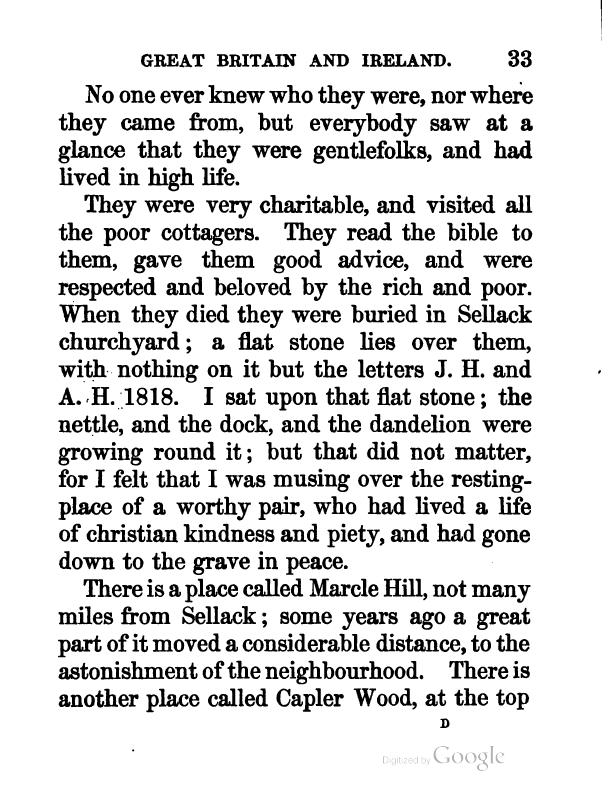 GREAT BRITAIN AND IRELAND. 33
No one ever knew who they were, nor where
they came from, but everybody saw at a
glance that they were gentlefolks, and had
lived in high life.
They were very charitable, and visited all
the poor cottagers. They read the bible to
them, gave them good advice, and were
respected and beloved by the rich and poor.
When they died they were buried in Sellack
churchyard; a flat stone lies over them,
with nothing on it but the letters J. H. and
A. H. 1818. I sat upon that flat stone; the
nettle, and the dock, and the dandelion were
growing round it; but that did not matter,
for I felt that I was musing over the resting-
place of a worthy pair, who had lived a life
of christian kindness and piety, and had gone
down to the grave in peace.
There is a place called Marcle Hill, not many
miles from Sellack; some years ago a great
part of it moved a considerable distance, to the
astonishment of the neighbourhood. There is
another place called Capler Wood, at the top
D
Digitized by Google